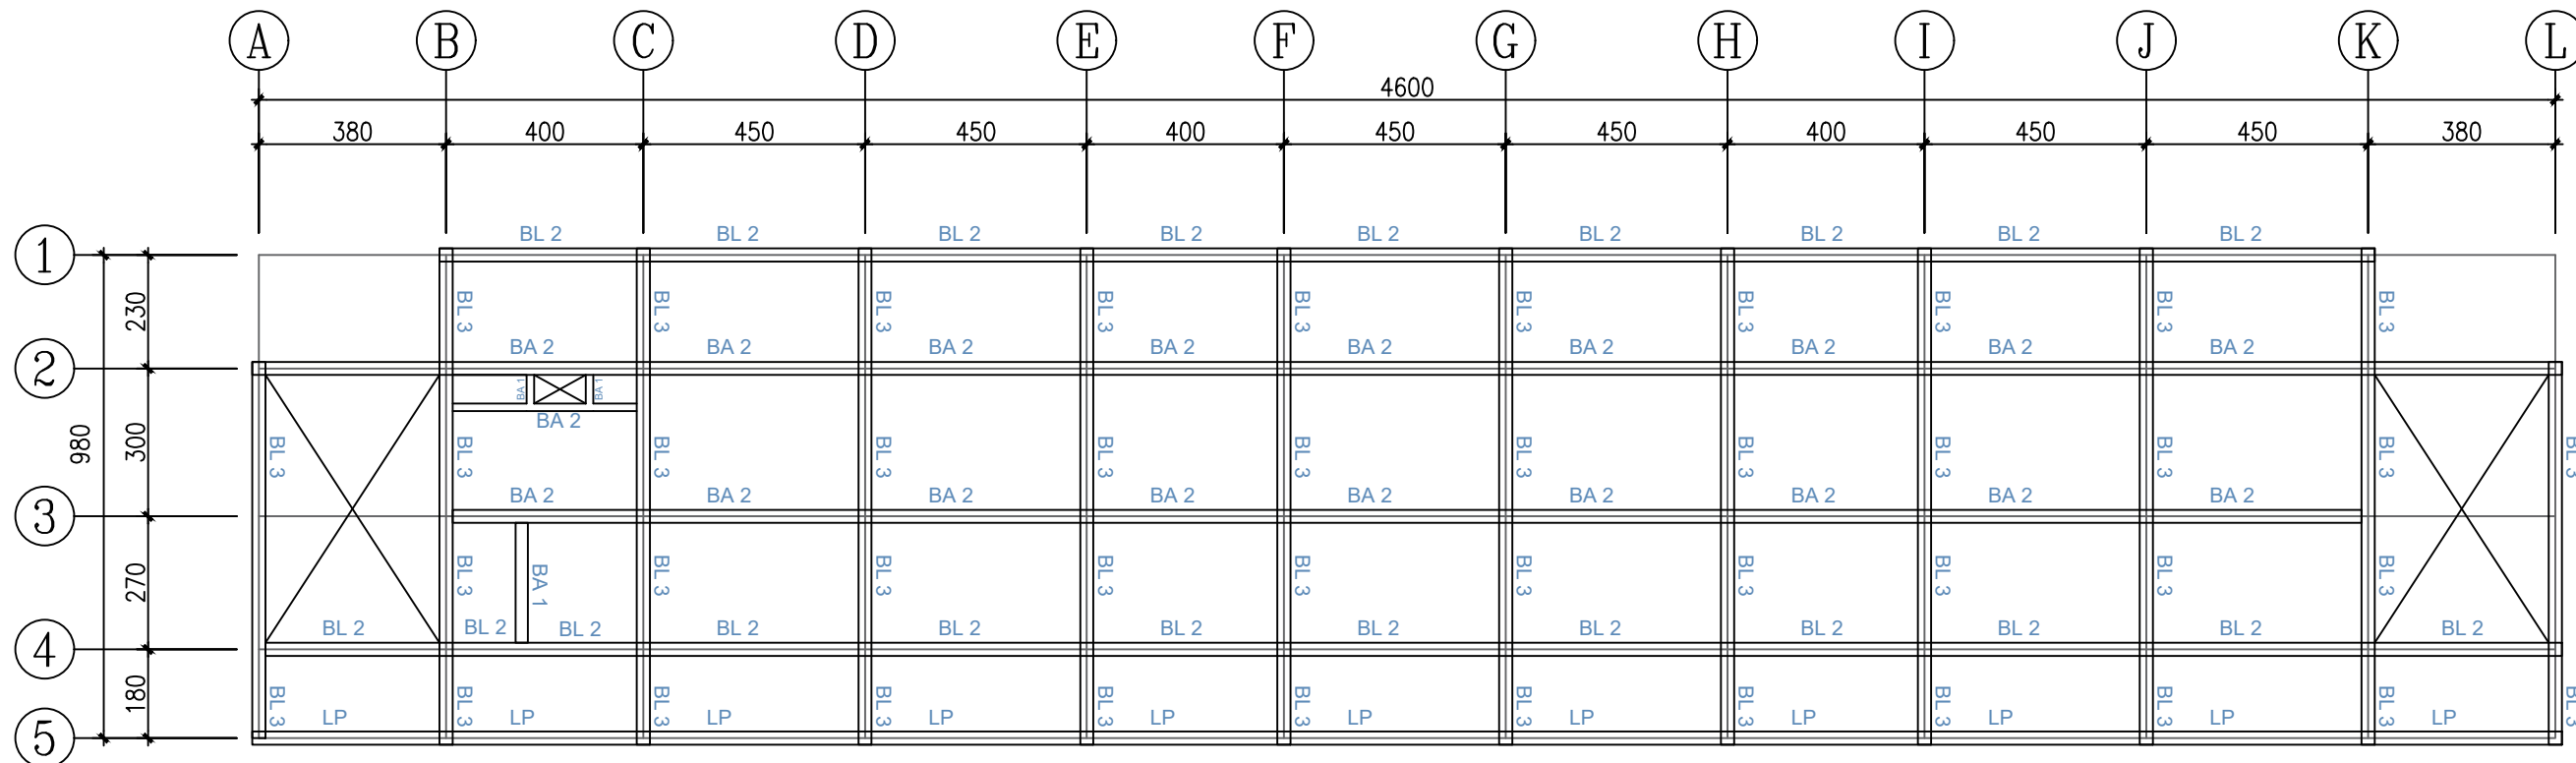 A B C D E F G H I J K L
4600
380 400 450 450 400 450 450 400 450 450 380
BL 2 BL 2 BL 2 BL 2 BL 2 BL 2 BL 2 BL 2 BL 2
1
230
BL 3 BL 3 BL 3 BL 3 BL 3 BL 3 BL 3 BL 3 BL 3 BL 3
BA 2 BA 2 BA 2 BA 2 BA 2 BA 2 BA 2 BA 2 BA 2
2
BA 1 BA 1
BA 2
980 300
BL 3 BL 3 BL 3 BL 3 BL 3 BL 3 BL 3 BL 3 BL 3 BL 3 BL 3 BL 3
BA 2 BA 2 BA 2 BA 2 BA 2 BA 2 BA 2 BA 2 BA 2
3
270
BL 3 BA 1 BL 3 BL 3 BL 3 BL 3 BL 3 BL 3 BL 3 BL 3 BL 3
BL 2 BL 2 BL 2 BL 2 BL 2 BL 2 BL 2 BL 2 BL 2 BL 2 BL 2 BL 2
4
180
BL 3 BL 3 BL 3 BL 3 BL 3 BL 3 BL 3 BL 3 BL 3 BL 3 BL 3 BL 3
LP LP LP LP LP LP LP LP LP LP LP
5